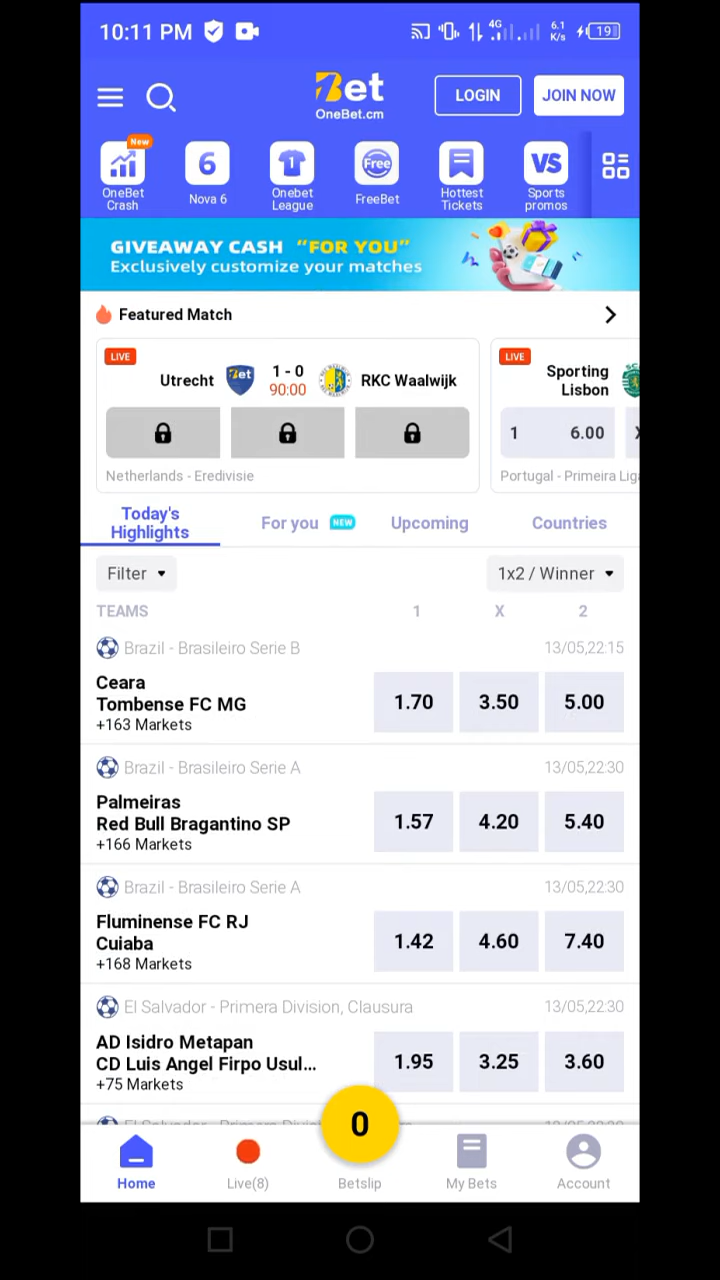 10:11 PM 4G 6.1 K/s 19
Bet
OneBet.cm
LOGIN JOIN NOW
New
6 1 Free VS
OneBet Crash
Nova 6
Onebet League
FreeBet
Hottest Tickets
Sports promos
GIVEAWAY CASH “FOR YOU”
Exclusively customize your matches
Featured Match
LIVE
Utrecht Bet 1 - 0 RKC Waalwijk
90:00
Netherlands - Eredivisie
LIVE
Sporting
Lisbon
1 6.00
Portugal - Primeira Liga
Today's Highlights
For you NEW
Upcoming
Countries
Filter 1x2 / Winner
TEAMS 1 X 2
Brazil - Brasileiro Serie B 13/05,22:15
Ceara
Tombense FC MG
+163 Markets
1.70 3.50 5.00
Brazil - Brasileiro Serie A 13/05,22:30
Palmeiras
Red Bull Bragantino SP
+166 Markets
1.57 4.20 5.40
Brazil - Brasileiro Serie A 13/05,22:30
Fluminense FC RJ
Cuiaba
+168 Markets
1.42 4.60 7.40
El Salvador - Primera Division, Clausura 13/05,22:30
AD Isidro Metapan
CD Luis Angel Firpo Usul...
+75 Markets
1.95 3.25 3.60
0
Home Live(8) Betslip My Bets Account